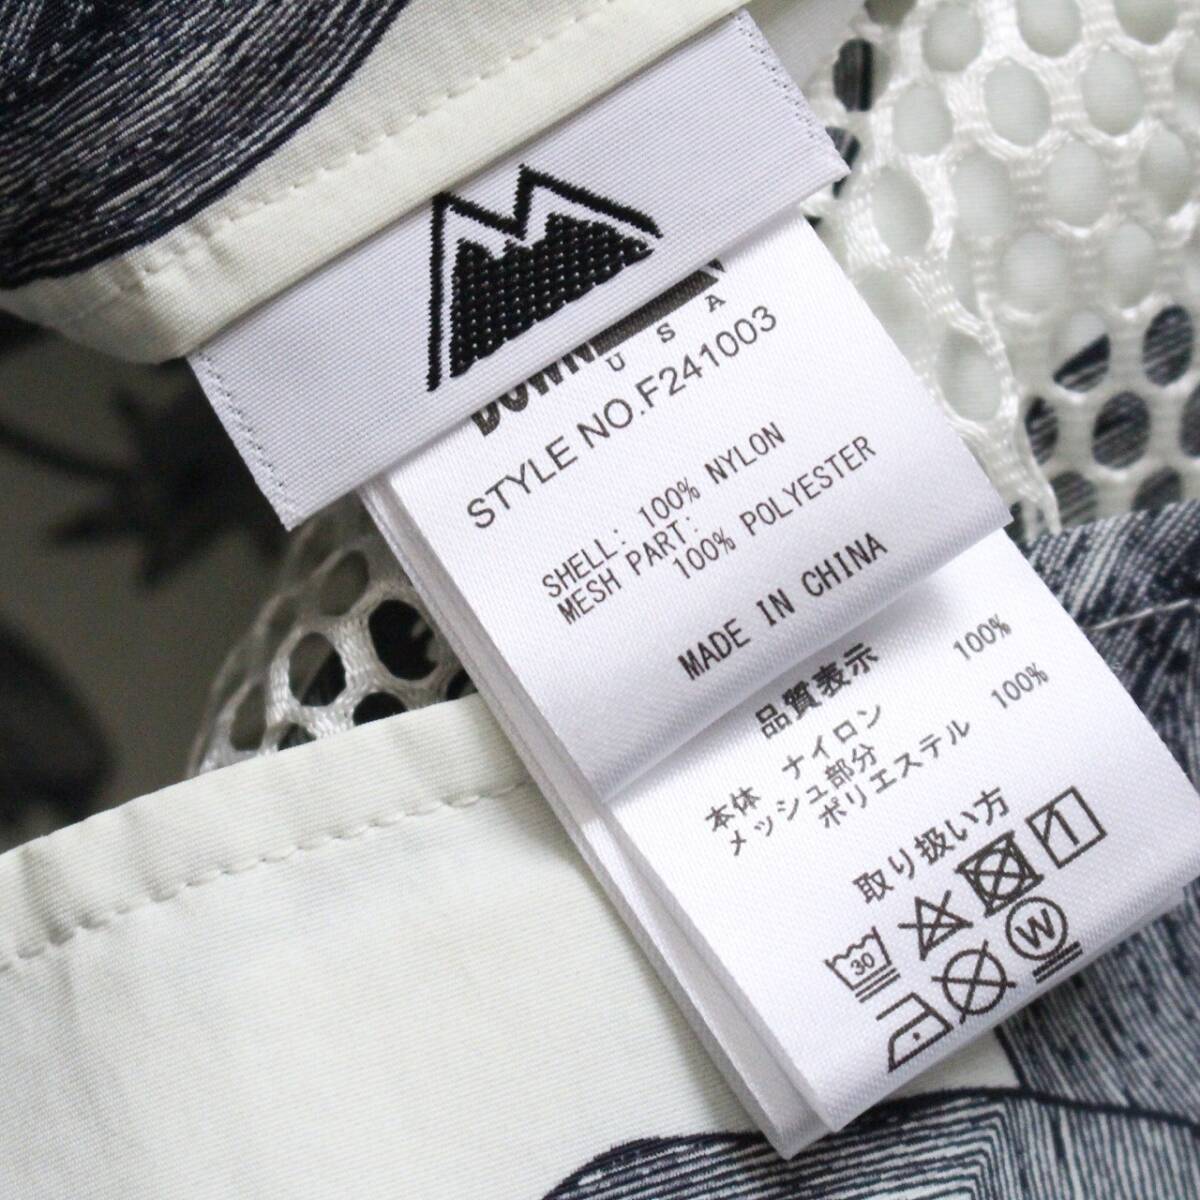 U S A
STYLE NO.F241003
SHELL: 100% NYLON
MESH PART:
100% POLYESTER
MADE IN CHINA
品質表示
本体 ナイロン 100%
メッシュ部分
ポリエステル 100%
取り扱い方
30
W